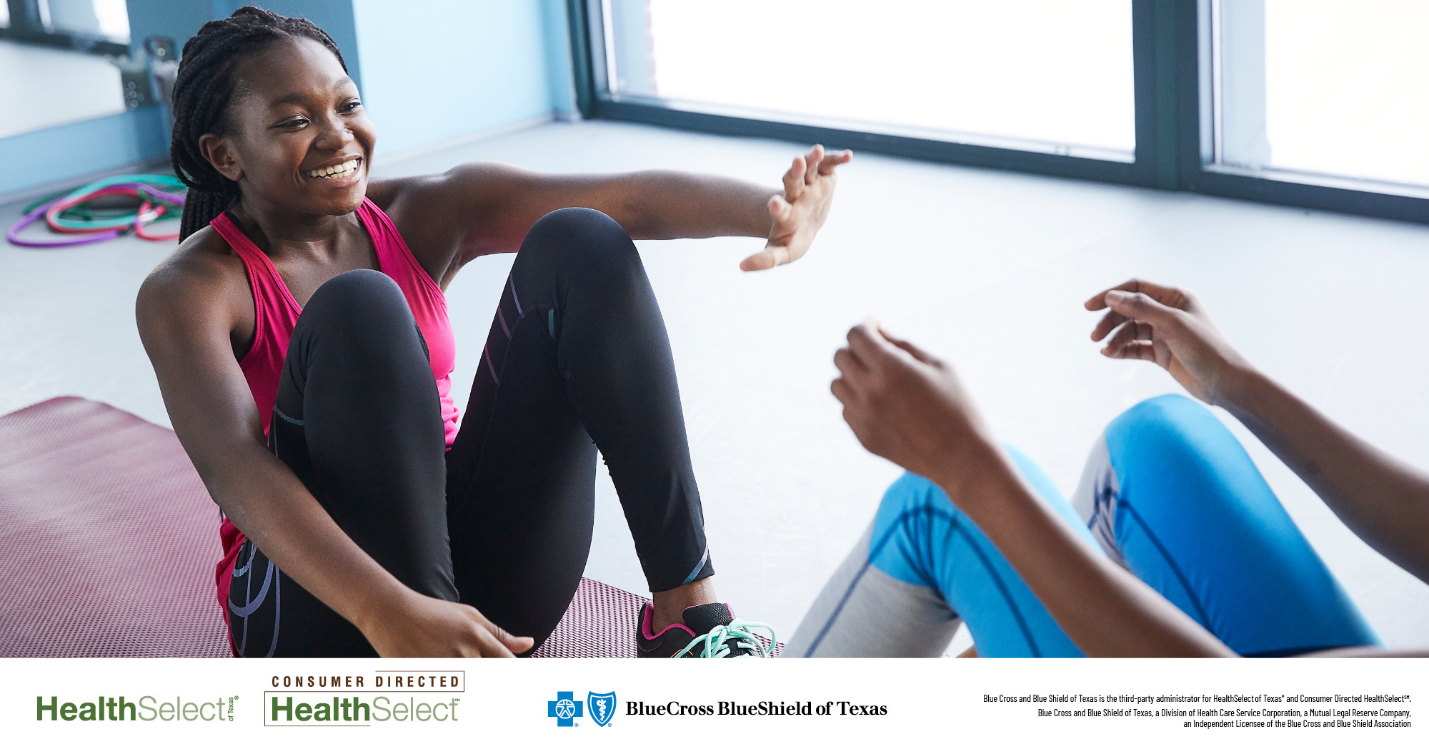 HealthSelect of Texas®
CONSUMER DIRECTED
HealthSelect℠
BlueCross BlueShield of Texas
Blue Cross and Blue Shield of Texas is the third-party administrator for HealthSelect of Texas® and Consumer Directed HealthSelect℠.
Blue Cross and Blue Shield of Texas, a Division of Health Care Service Corporation, a Mutual Legal Reserve Company,
an Independent Licensee of the Blue Cross and Blue Shield Association